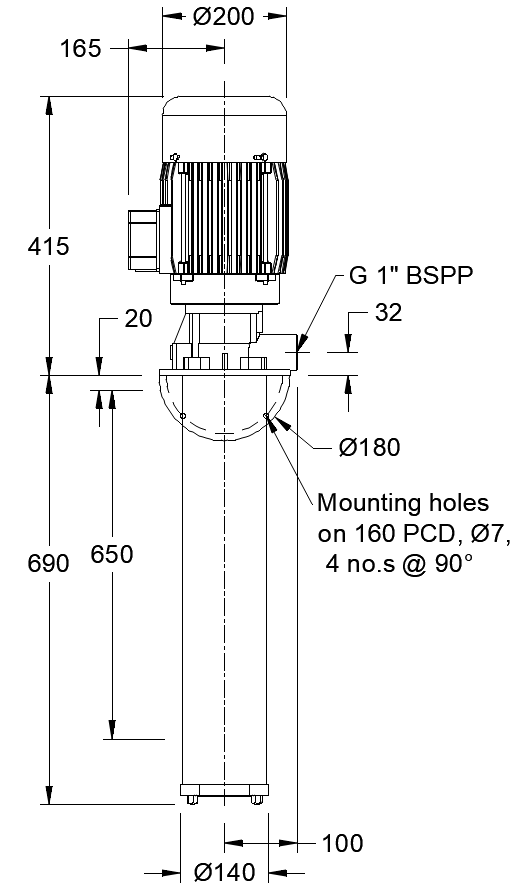 Ø200
165
415
G 1" BSPP
20
32
Ø180
Mounting holes
on 160 PCD, Ø7,
4 no.s @ 90°
650
690
100
Ø140